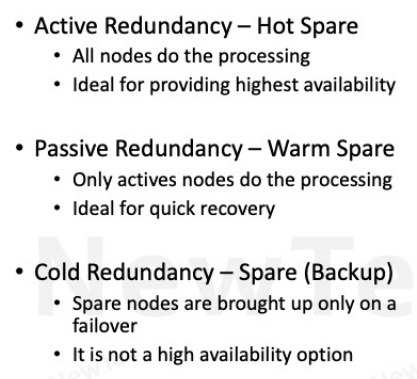 • Active Redundancy – Hot Spare
• All nodes do the processing
• Ideal for providing highest availability
• Passive Redundancy – Warm Spare
• Only actives nodes do the processing
• Ideal for quick recovery
• Cold Redundancy – Spare (Backup)
• Spare nodes are brought up only on a
failover
• It is not a high availability option